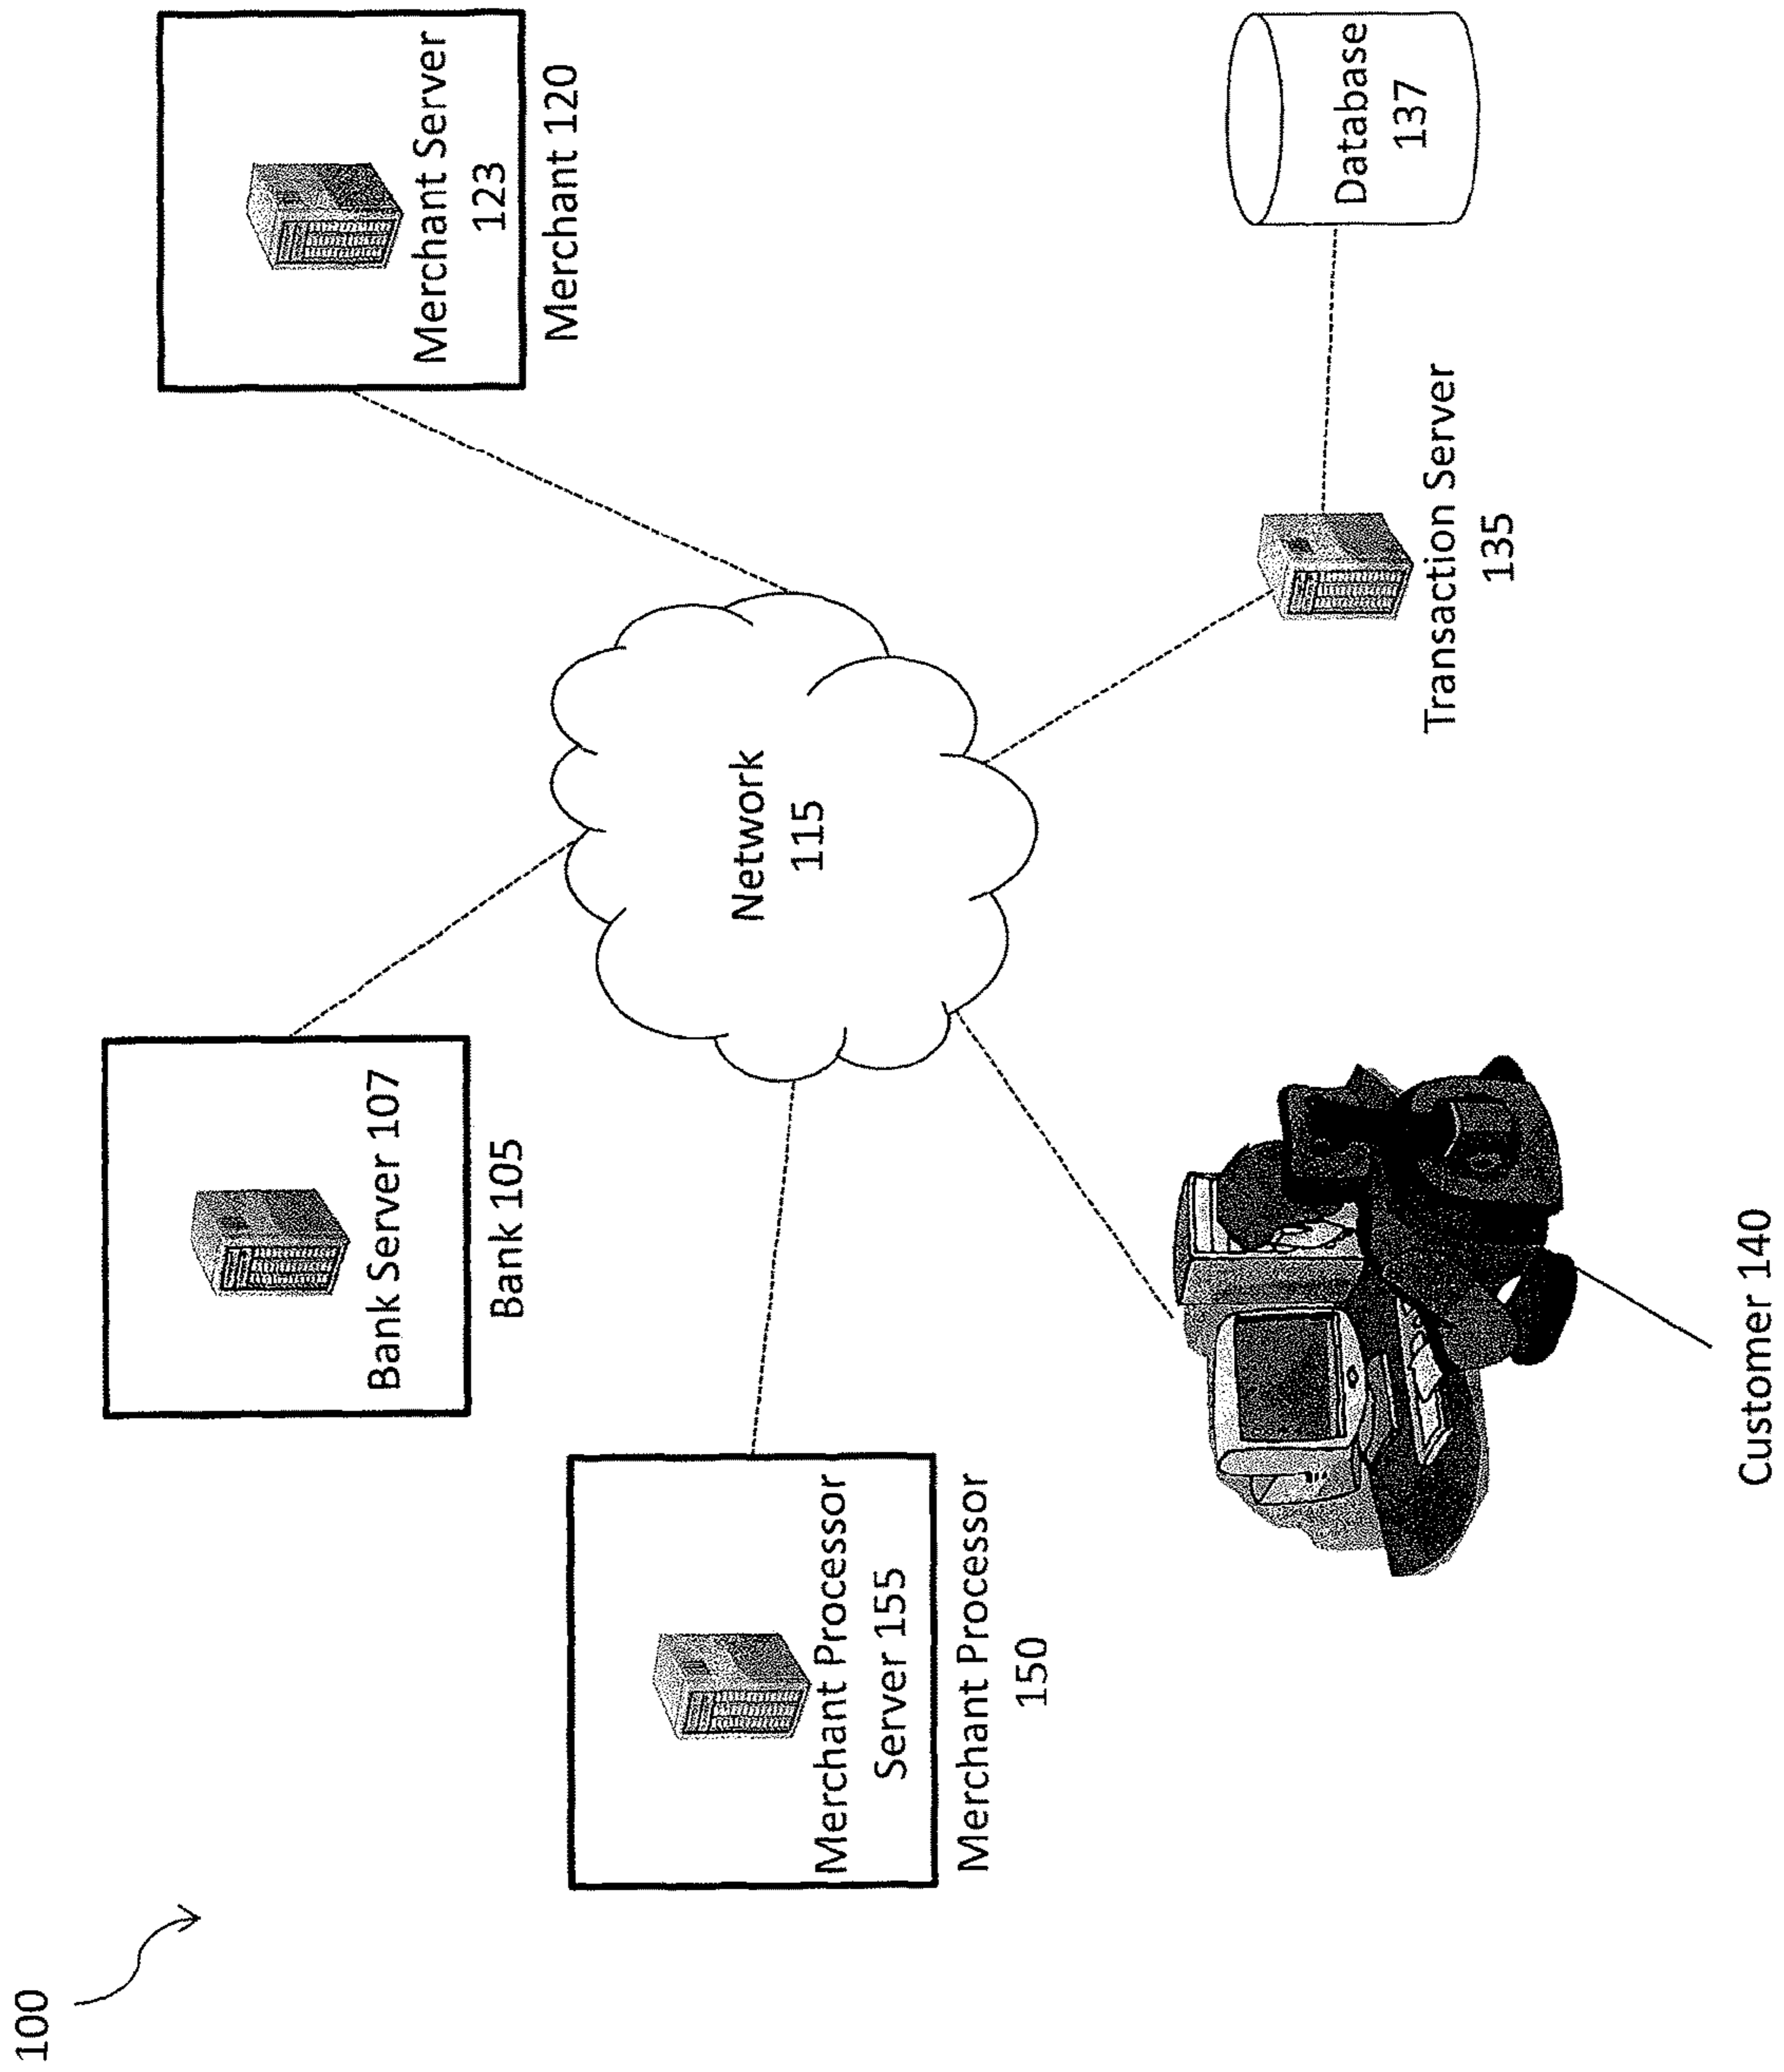 100
Bank Server 107
Bank 105
Merchant Server
123
Merchant 120
Merchant Processor
Server 155
Merchant Processor
150
Network
115
Database
137
Transaction Server
135
Customer 140